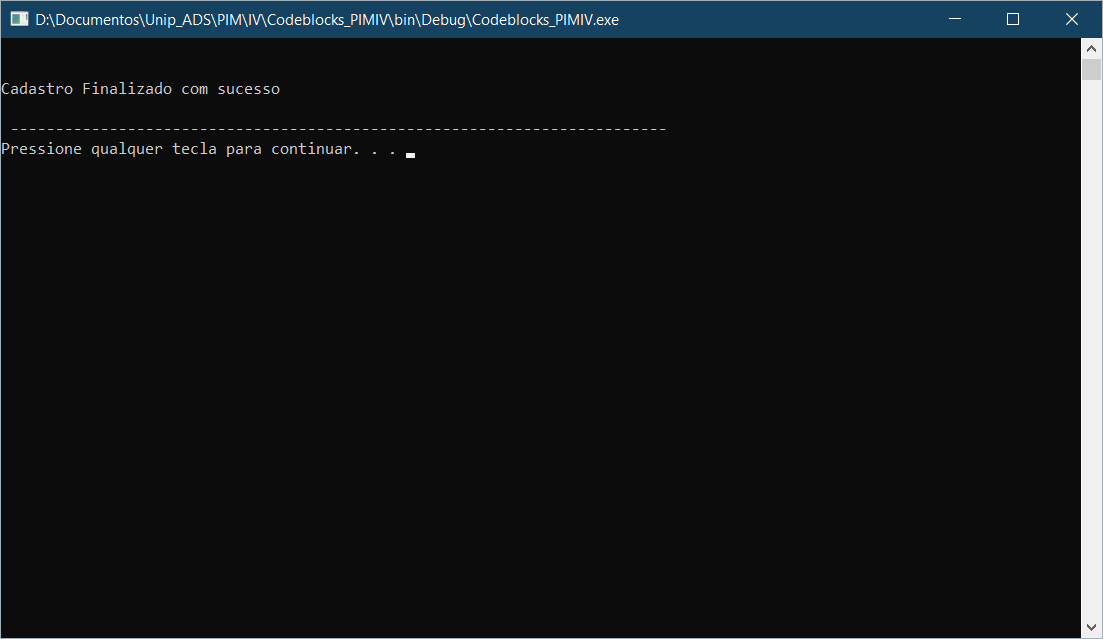 D:\Documentos\Unip_ADS\PIM\IV\Codeblocks_PIMIV\bin\Debug\Codeblocks_PIMIV.exe
Cadastro Finalizado com sucesso
-------------------------------------------------------------------------
Pressione qualquer tecla para continuar. . .